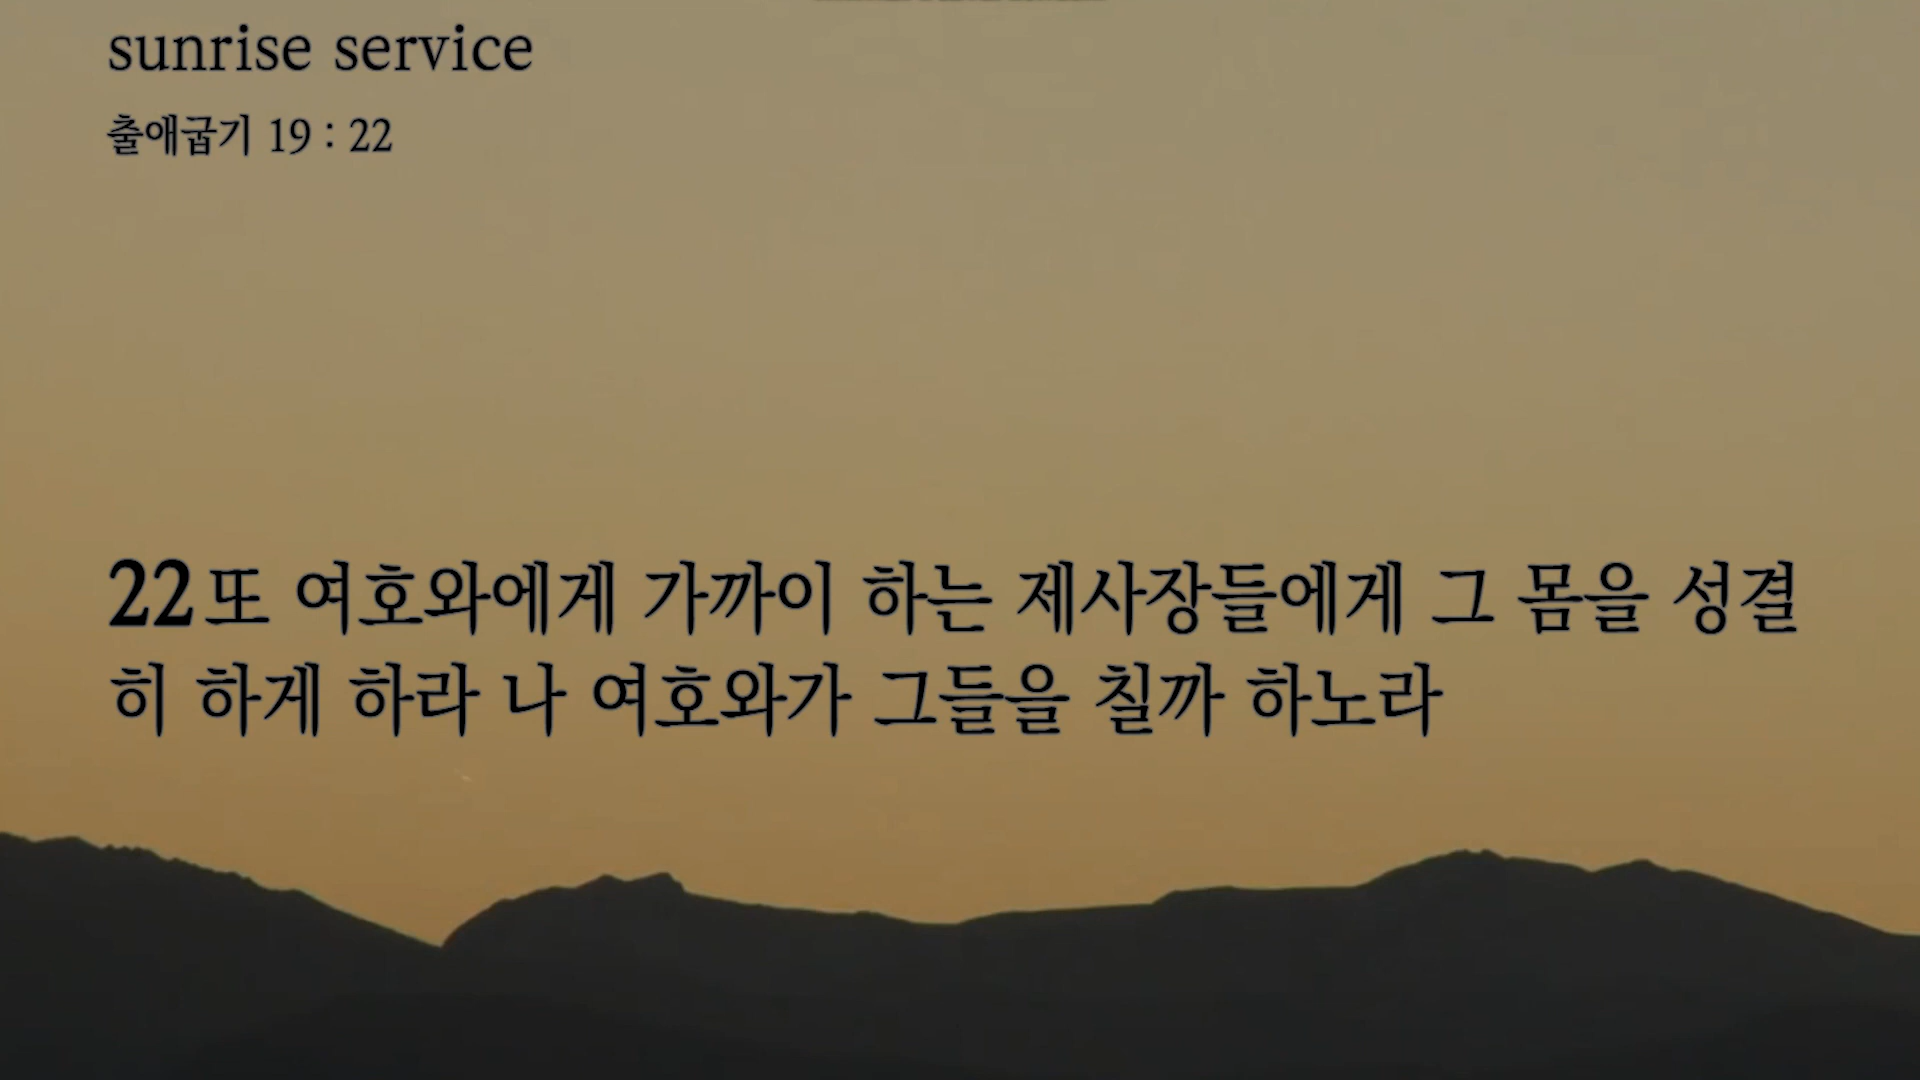 sunrise service
출애굽기 19 : 22
22 또 여호와에게 가까이 하는 제사장들에게 그 몸을 성결
히 하게 하라 나 여호와가 그들을 칠까 하노라